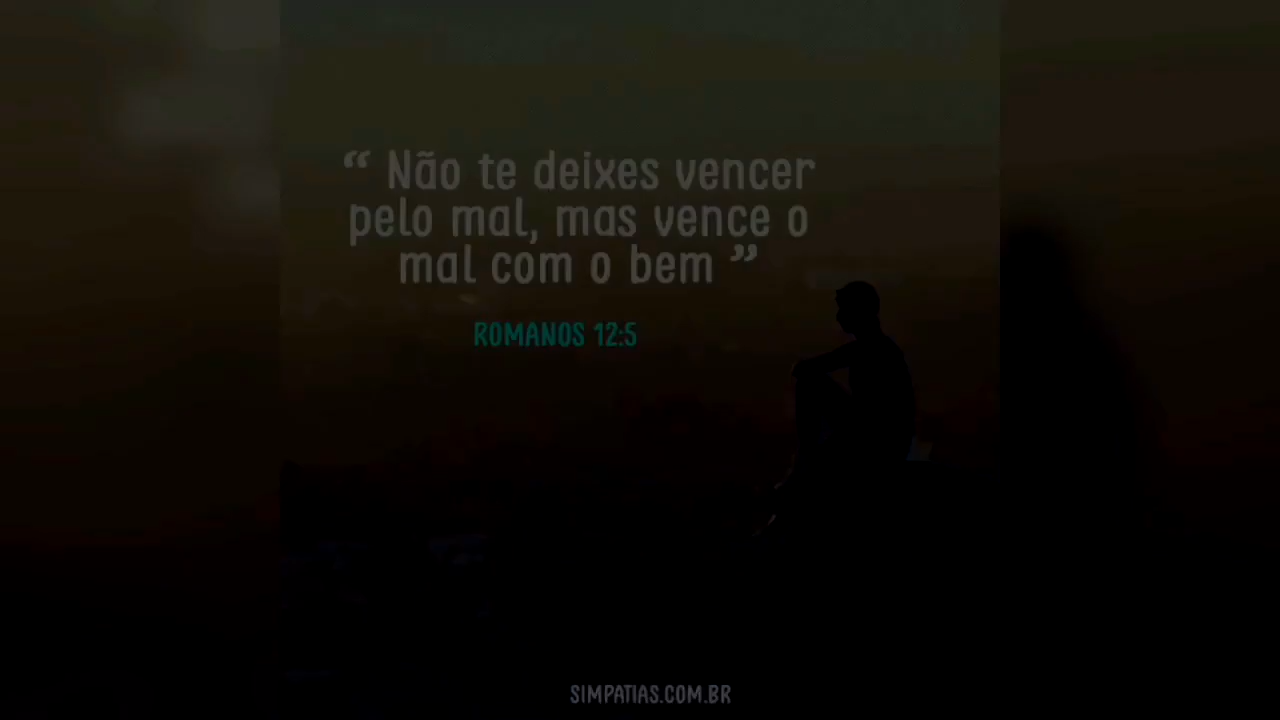 “ Não te deixes vencer
pelo mal, mas vence o
mal com o bem ”
ROMANOS 12:5
SIMPATIAS.COM.BR